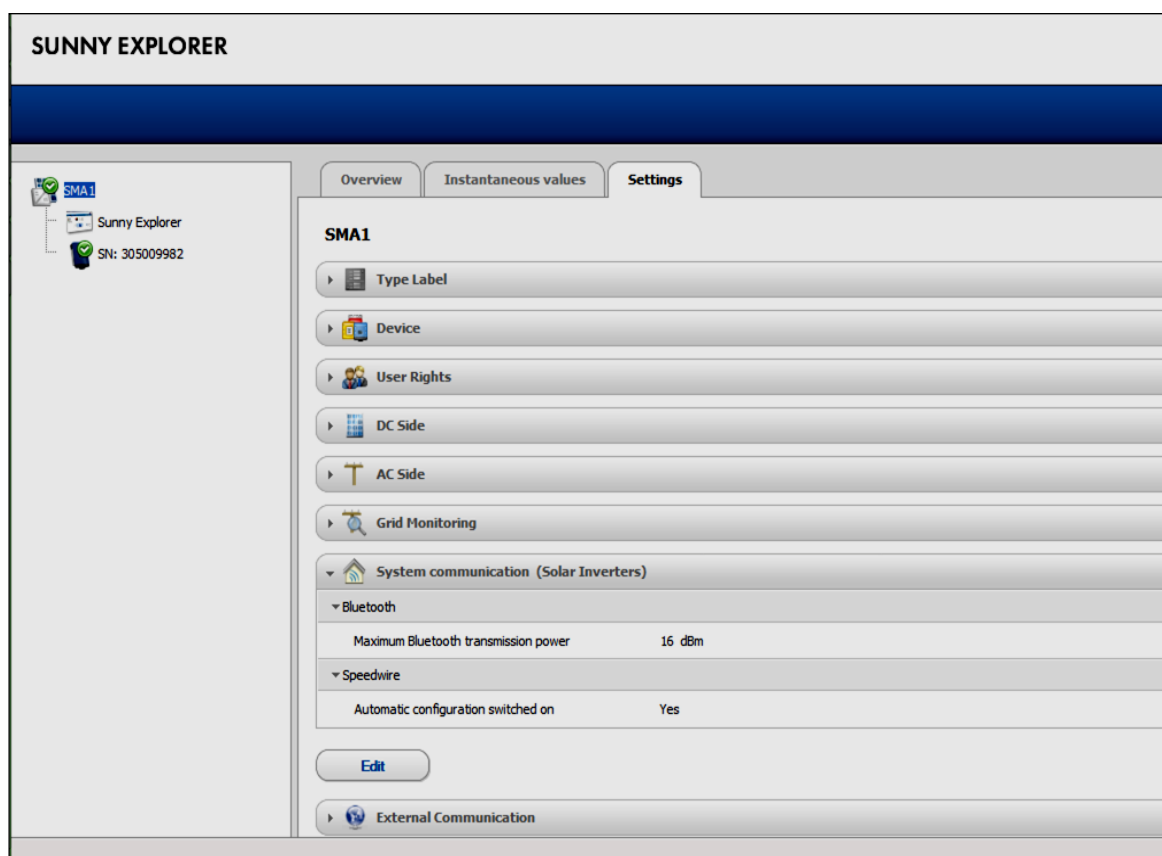 SUNNY EXPLORER
SMA1
Sunny Explorer
SN: 305009982
Overview
Instantaneous values
Settings
SMA1
Type Label
Device
User Rights
DC Side
AC Side
Grid Monitoring
System communication (Solar Inverters)
Bluetooth
Maximum Bluetooth transmission power 16 dBm
Speedwire
Automatic configuration switched on Yes
Edit
External Communication